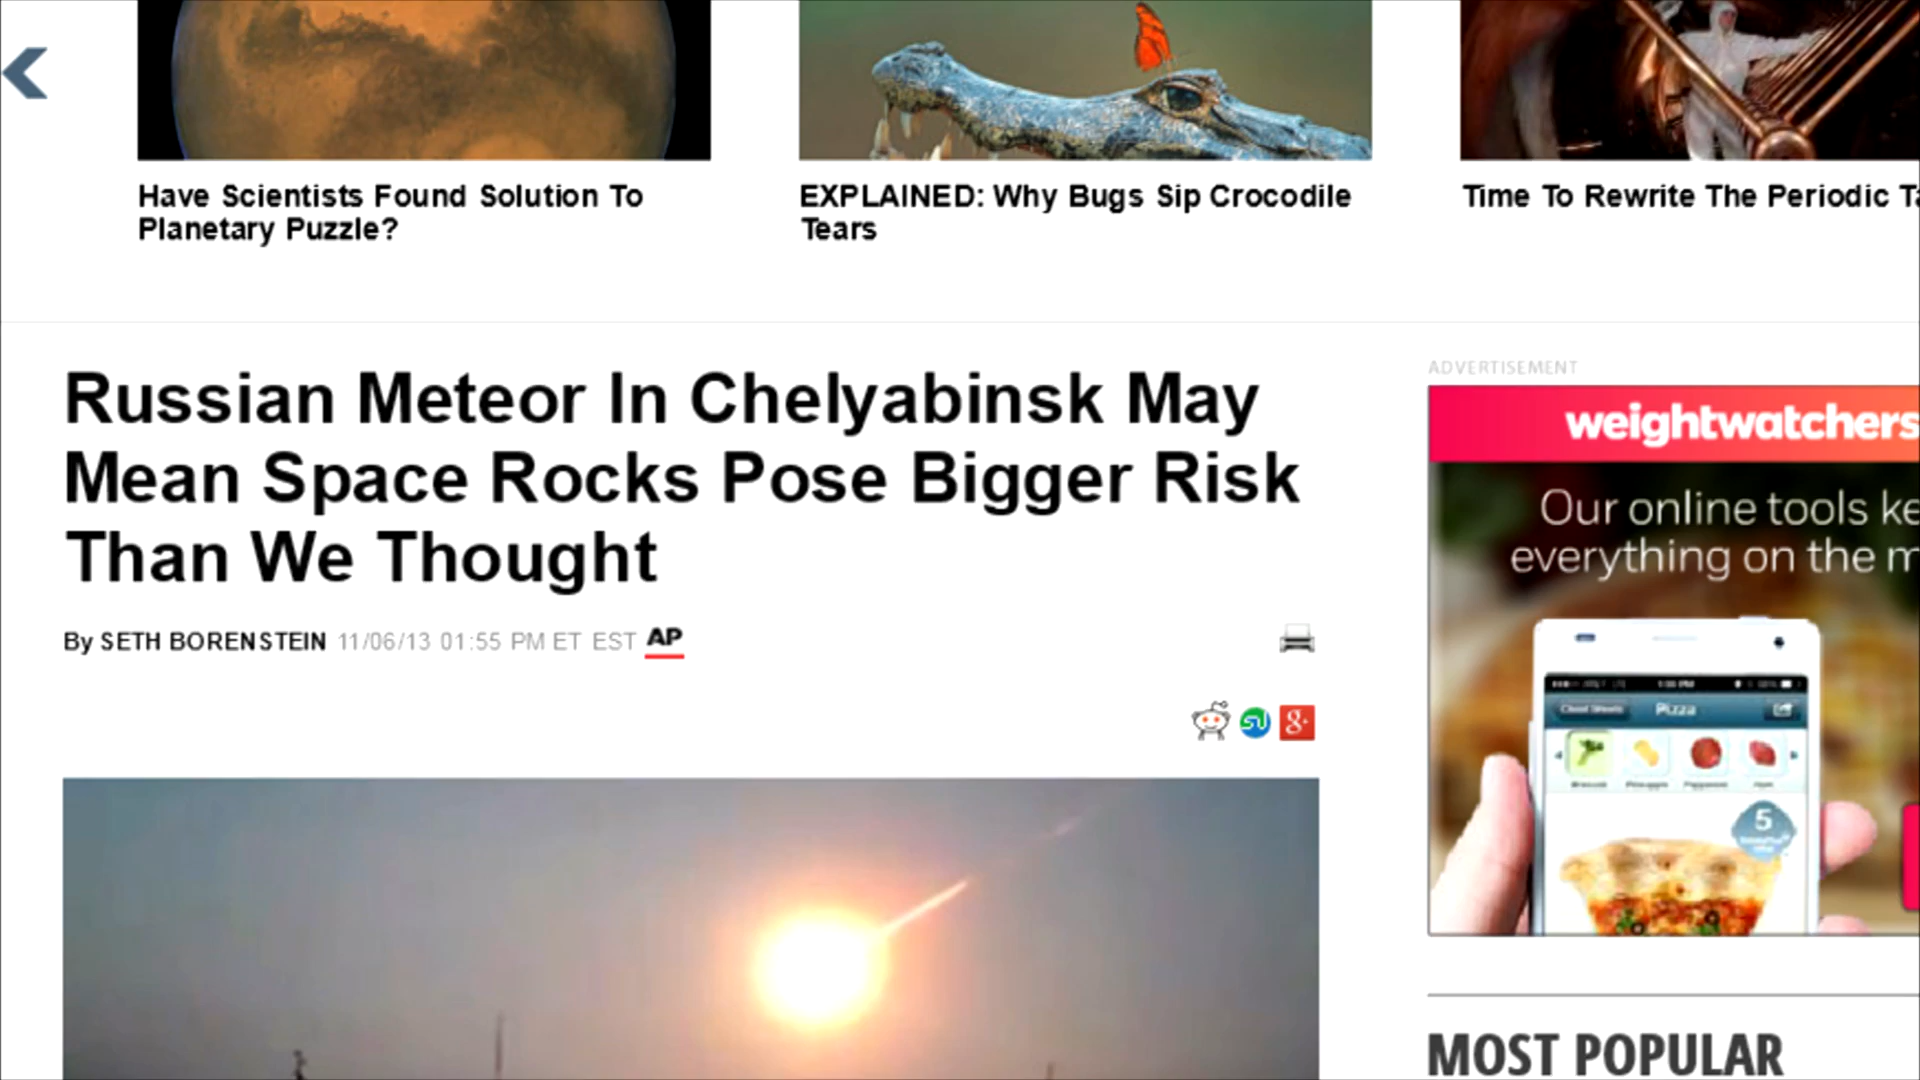 Have Scientists Found Solution To
Planetary Puzzle?
EXPLAINED: Why Bugs Sip Crocodile
Tears
Time To Rewrite The Periodic
Russian Meteor In Chelyabinsk May
Mean Space Rocks Pose Bigger Risk
Than We Thought
By SETH BORENSTEIN 11/06/13 01:55 PM ET EST AP
ADVERTISEMENT
weightwatchers
Our online tools
everything on the
Pizza
5
MOST POPULAR